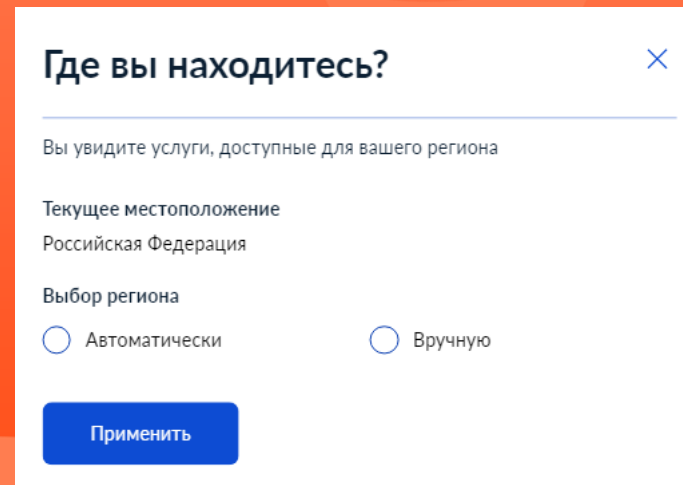 Где вы находитесь?
Вы увидите услуги, доступные для вашего региона
Текущее местоположение
Российская Федерация
Выбор региона
Автоматически
Вручную
Применить